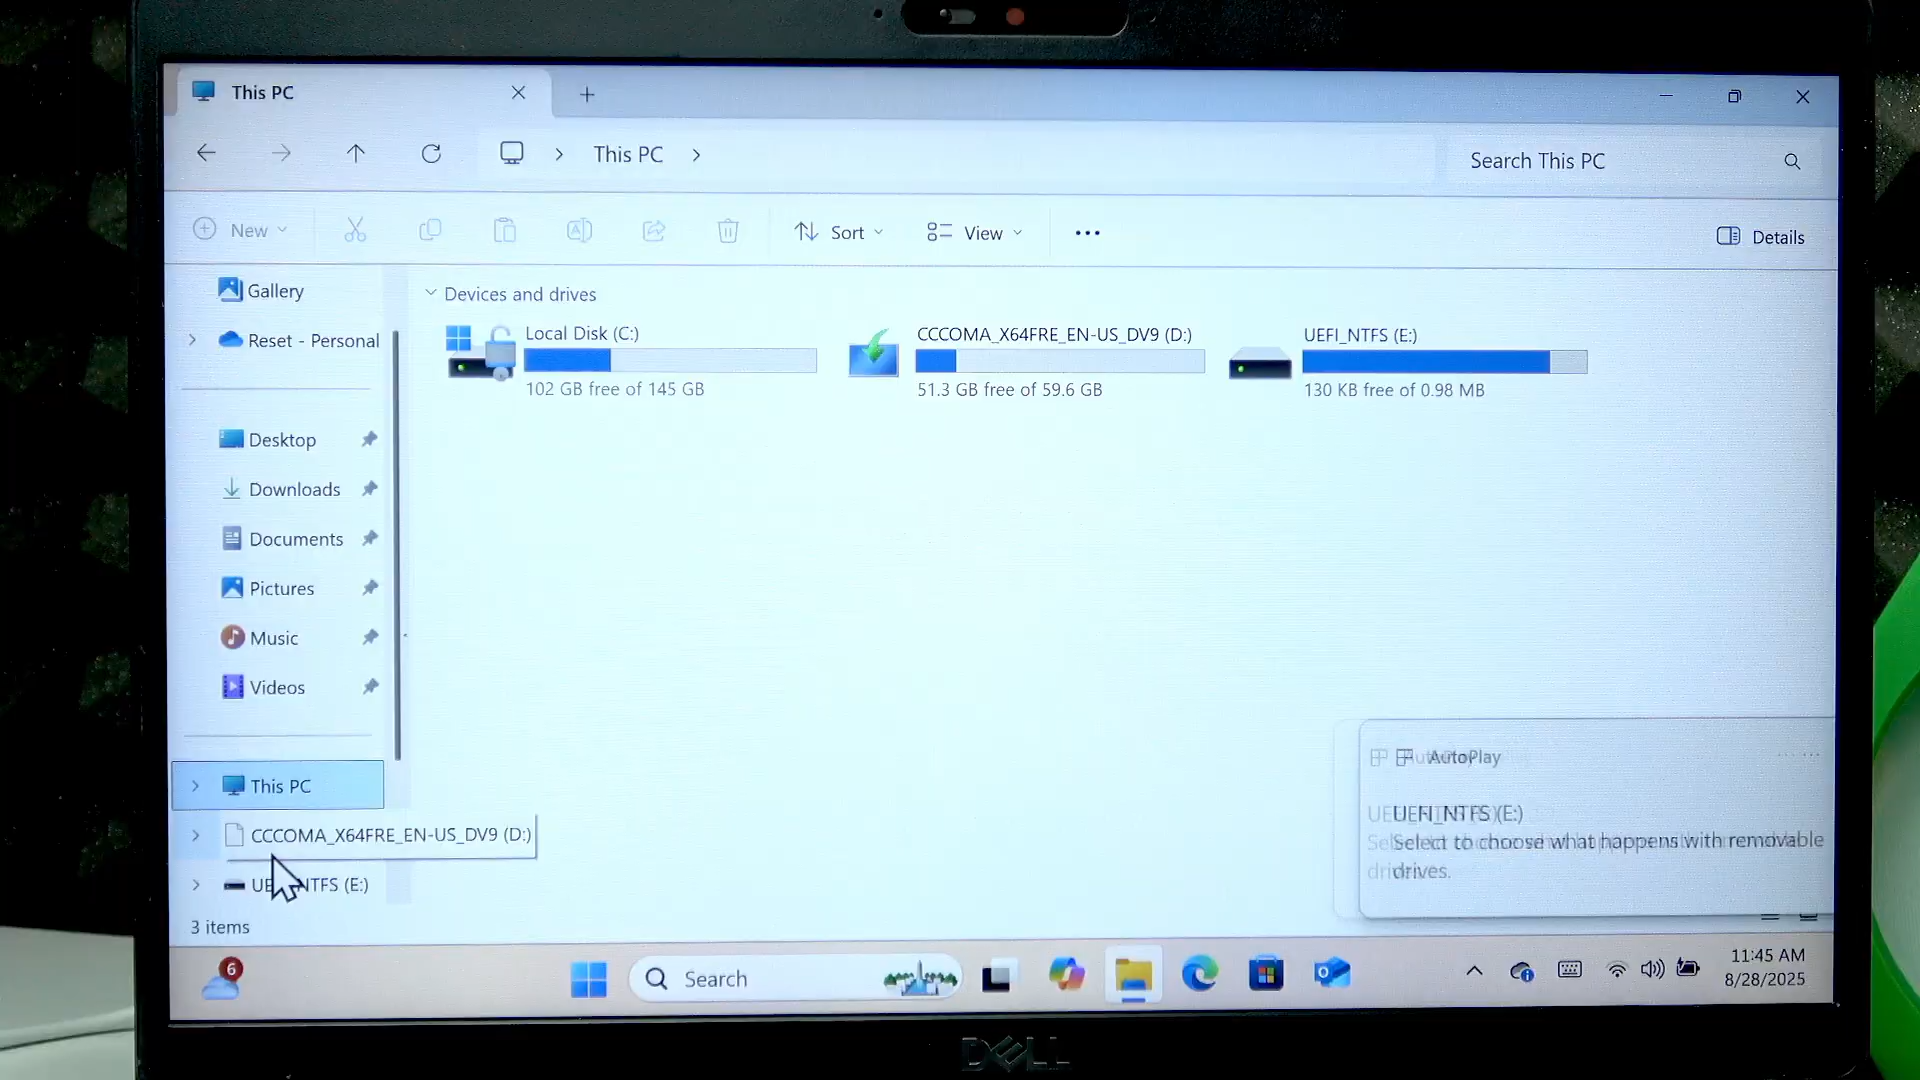 This PC
This PC
Search This PC
New
Sort
View
Details
Gallery
Reset - Personal
Desktop
Downloads
Documents
Pictures
Music
Videos
This PC
CCCOMA_X64FRE_EN-US_DV9 (D:)
NTFS (E:)
3 items
Devices and drives
Local Disk (C:)
102 GB free of 145 GB
CCCOMA_X64FRE_EN-US_DV9 (D:)
51.3 GB free of 59.6 GB
UEFI_NTFS (E:)
130 KB free of 0.98 MB
AutoPlay
UEFI_NTFS (E:)
Select to choose what happens with removable
drives.
6
Search
11:45 AM
8/28/2025
DELL